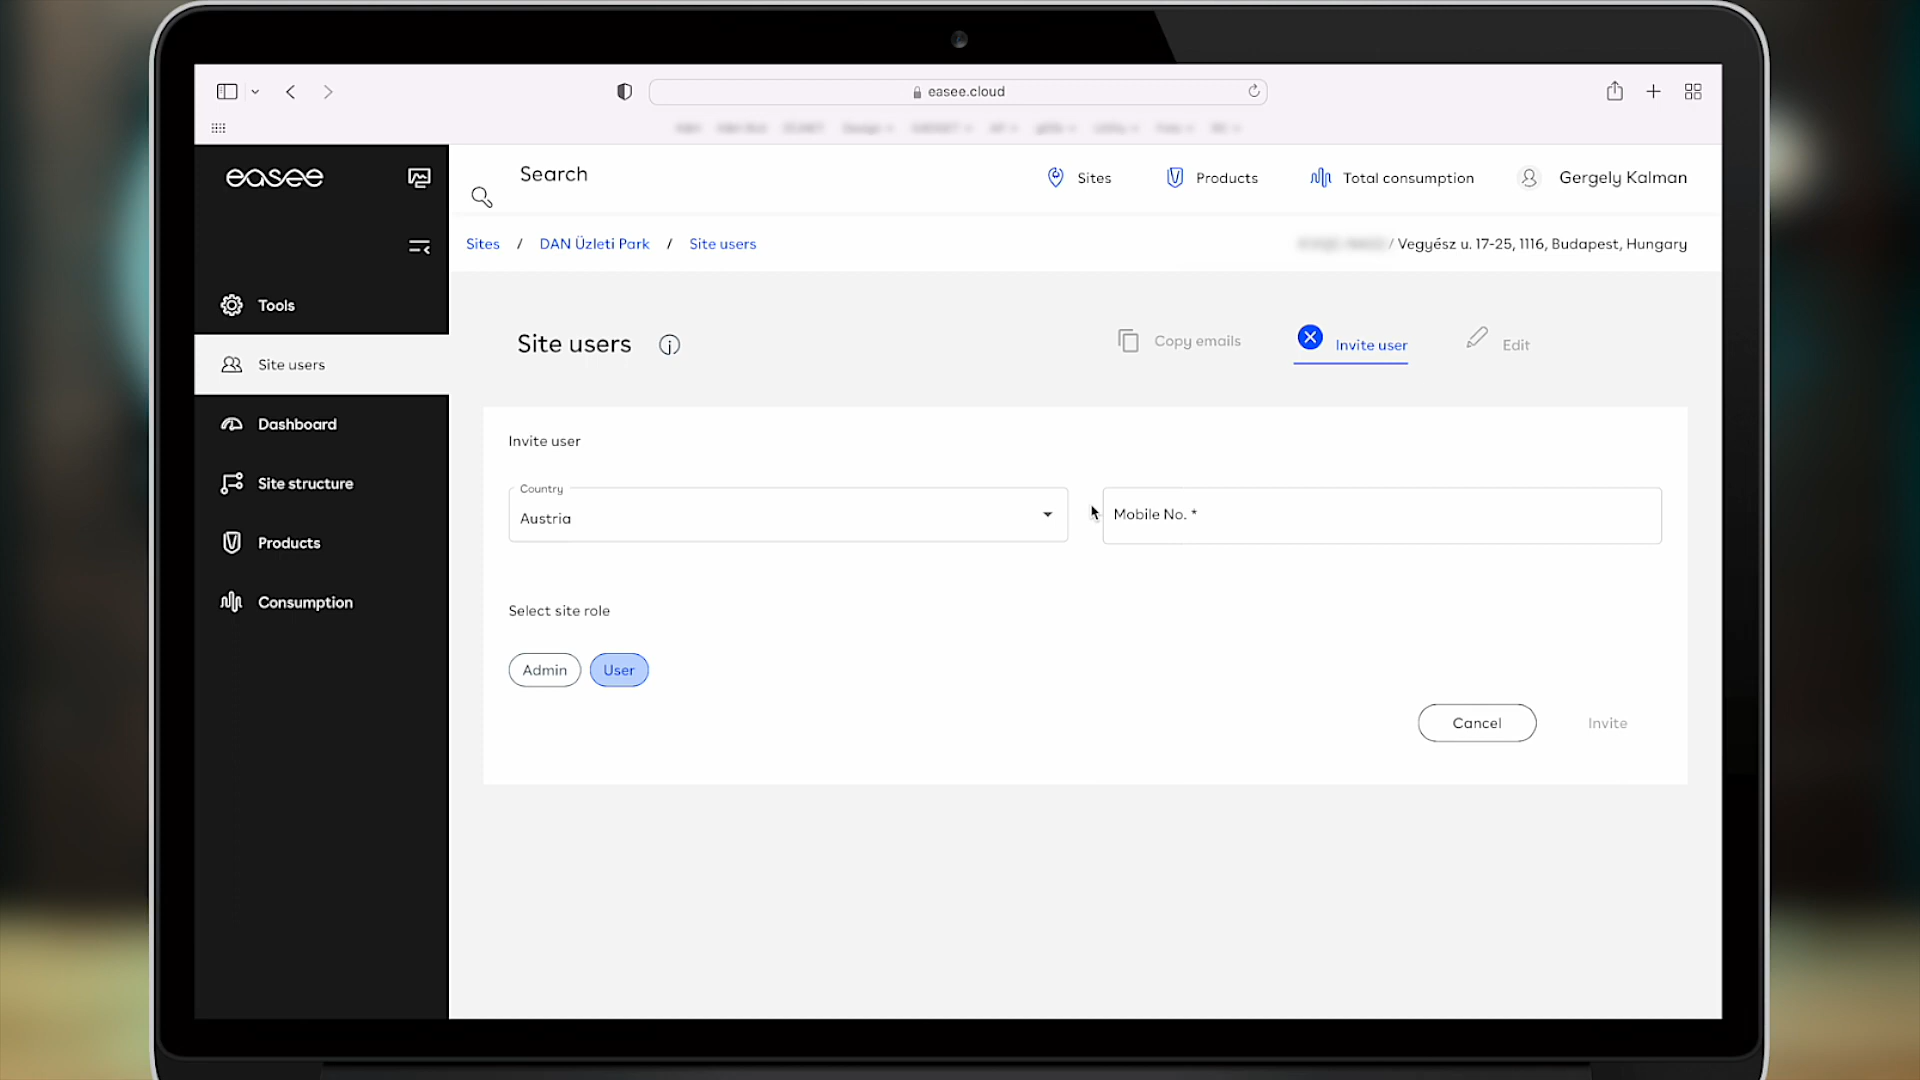 easee.cloud
easee
Search
Sites
Products
Total consumption
Gergely Kalman
Sites / DAN Üzleti Park / Site users
/ Vegyész u. 17-25, 1116, Budapest, Hungary
Tools
Site users
Dashboard
Site structure
Products
Consumption
Site users
Copy emails
Invite user
Edit
Invite user
Country
Austria
Mobile No. *
Select site role
Admin
User
Cancel
Invite